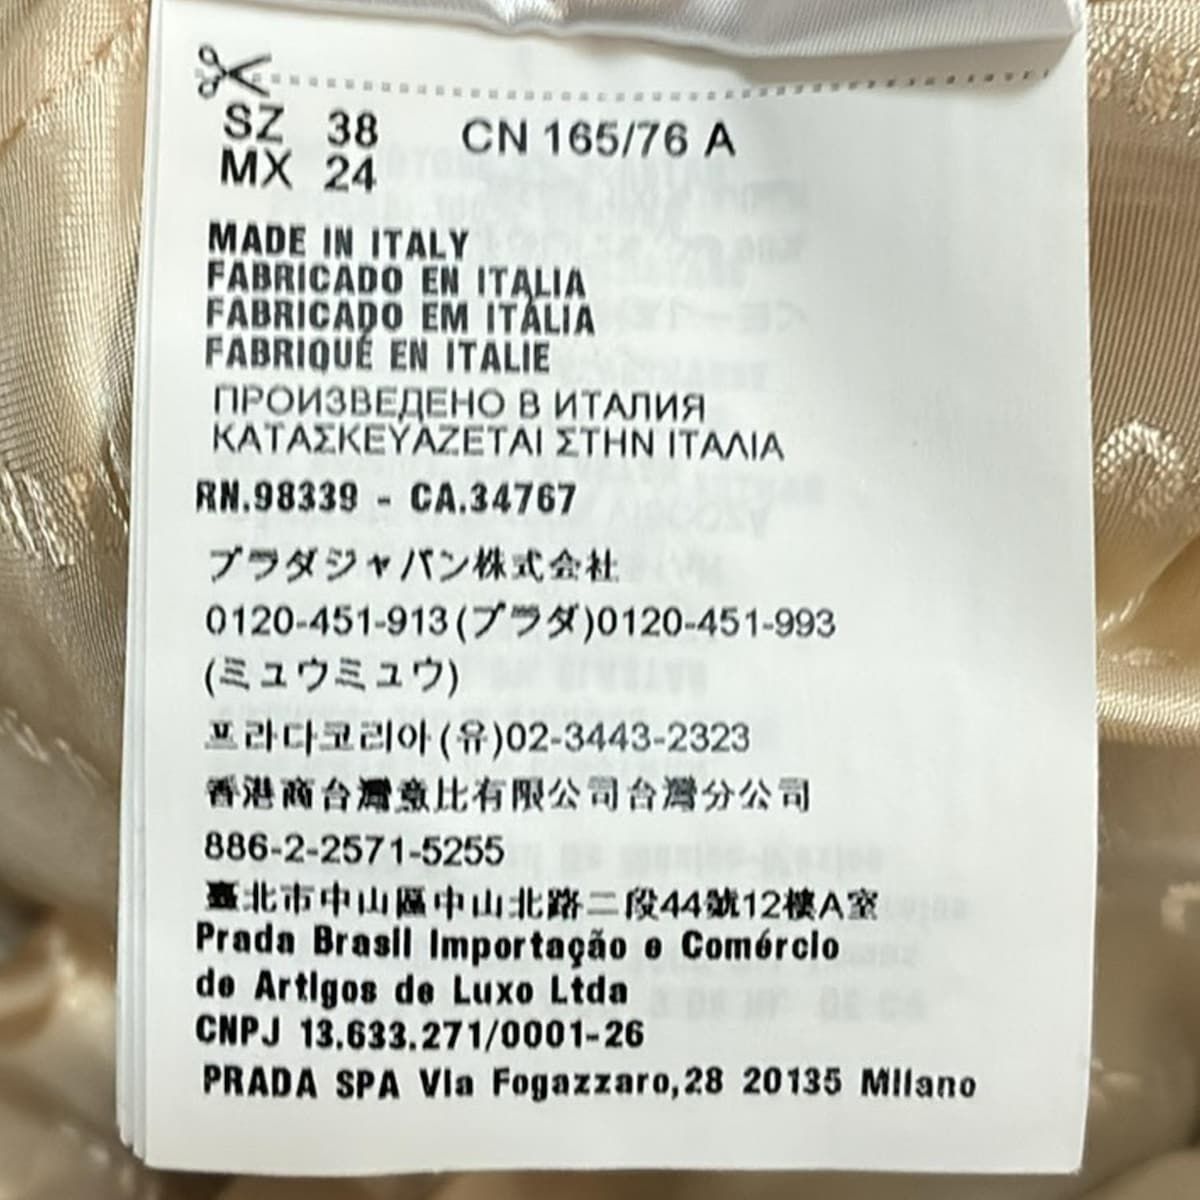 SZ 38 CN 165/76 A
MX 24
MADE IN ITALY
FABRICADO EN ITALIA
FABRICADO EM ITÁLIA
FABRIQUÉ EN ITALIE
ПРОИЗВЕДЕНО В ИТАЛИЯ
ΚΑΤΑΣΚΕΥΑΖΕΤΑΙ ΣΤΗΝ ΙΤΑΛΙΑ
RN.98339 - CA.34767
プラダジャパン株式会社
0120-451-913(プラダ)0120-451-993
(ミュウミュウ)
프라다코리아(유)02-3443-2323
香港商台灣意比有限公司台灣分公司
886-2-2571-5255
臺北市中山區中山北路二段44號12樓A室
Prada Brasil Importação e Comércio
de Artigos de Luxo Ltda
CNPJ 13.633.271/0001-26
PRADA SPA Via Fogazzaro,28 20135 Milano